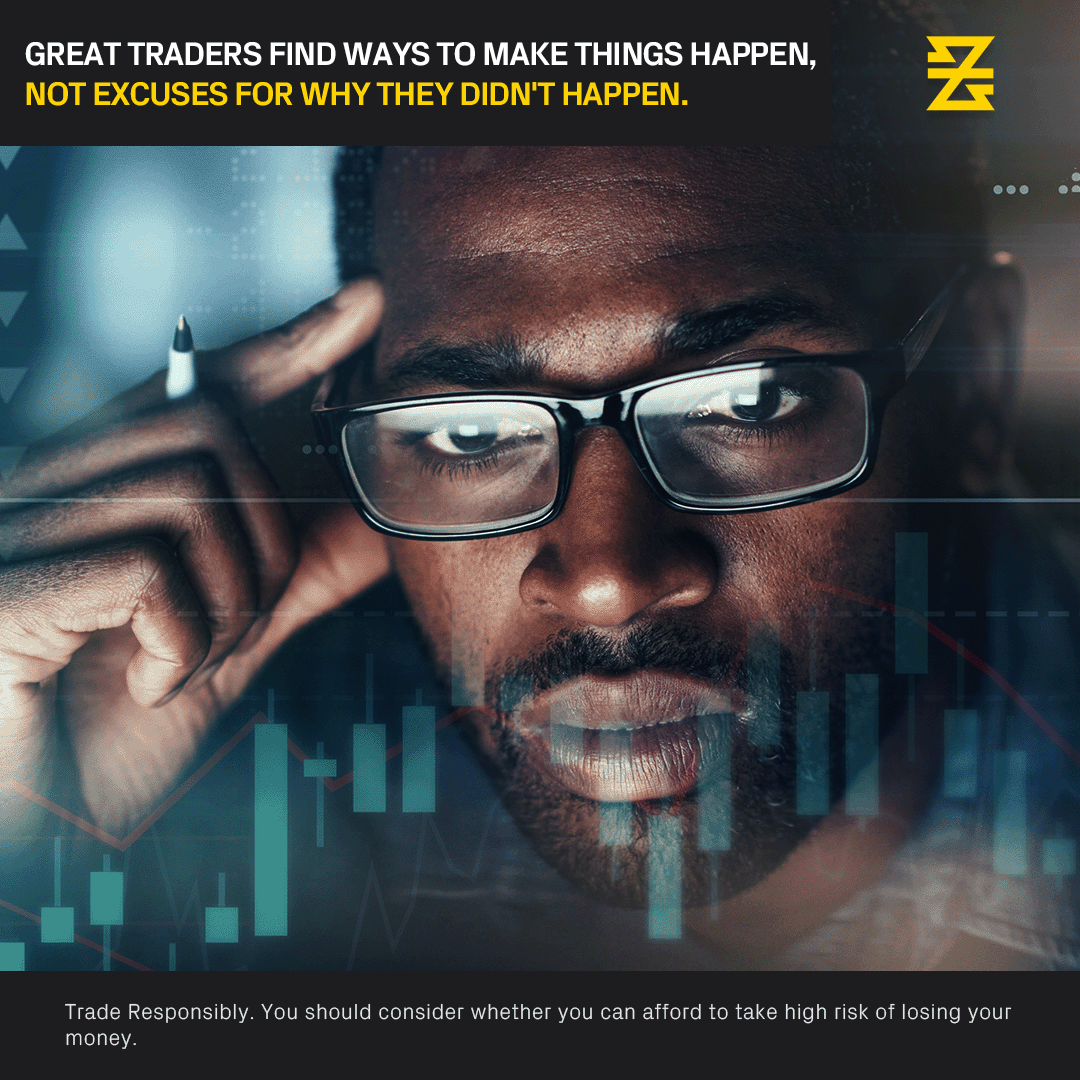 GREAT TRADERS FIND WAYS TO MAKE THINGS HAPPEN,
NOT EXCUSES FOR WHY THEY DIDN'T HAPPEN.
Trade Responsibly. You should consider whether you can afford to take high risk of losing your
money.